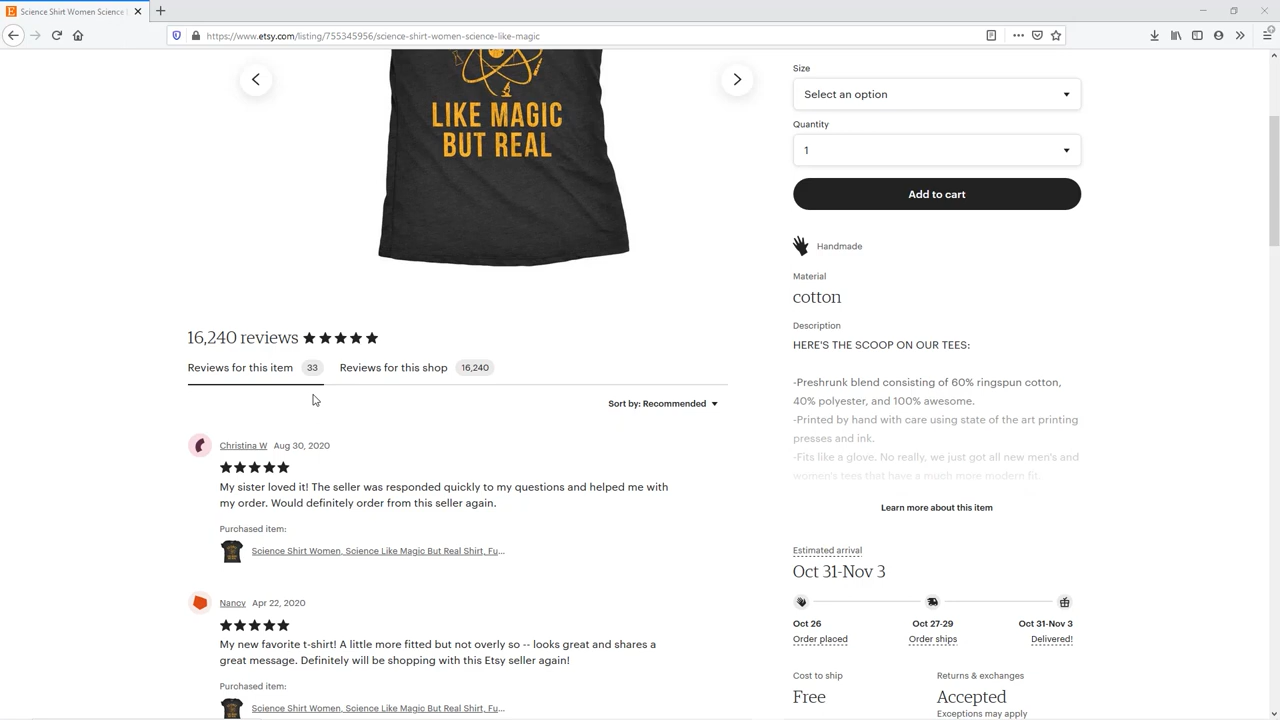 Science Shirt Women Science
https://www.etsy.com/listing/755345956/science-shirt-women-science-like-magic
LIKE MAGIC
BUT REAL
Size
Select an option
Quantity
1
Add to cart
Handmade
Material
cotton
Description
HERE'S THE SCOOP ON OUR TEES:
-Preshrunk blend consisting of 60% ringspun cotton,
40% polyester, and 100% awesome.
-Printed by hand with care using state of the art printing
presses and ink.
-Fits like a glove. No really, we just got all new men's and
women's tees that have a much more modern fit.
Learn more about this item
Estimated arrival
Oct 31-Nov 3
Oct 26
Oct 27-29
Oct 31-Nov 3
Order placed
Order ships
Delivered!
Cost to ship
Returns & exchanges
Free
Accepted
Exceptions may apply
16,240 reviews
Reviews for this item 33
Reviews for this shop 16,240
Sort by: Recommended
Christina W Aug 30, 2020
My sister loved it! The seller was responded quickly to my questions and helped me with
my order. Would definitely order from this seller again.
Purchased item:
Science Shirt Women, Science Like Magic But Real Shirt, Fu...
Nancy Apr 22, 2020
My new favorite t-shirt! A little more fitted but not overly so -- looks great and shares a
great message. Definitely will be shopping with this Etsy seller again!
Purchased item:
Science Shirt Women, Science Like Magic But Real Shirt, Fu...